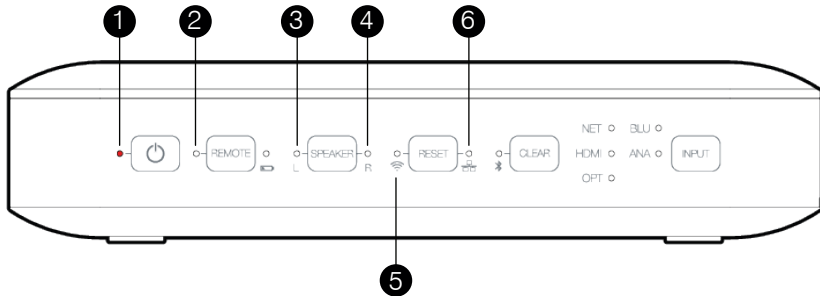 1 2 3 4 6
NET BLU
REMOTE SPEAKER RESET CLEAR HDMI ANA INPUT
L R OPT
5